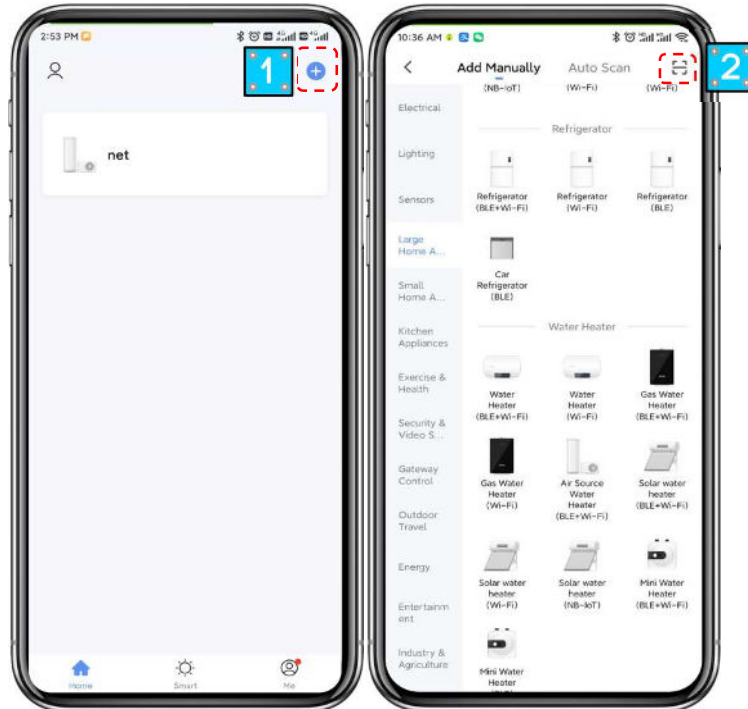 2:53 PM
1
net
Home
Smart
Me
10:36 AM
2
Add Manually
Auto Scan
(NB-IoT)
(Wi-Fi)
(Wi-Fi)
Electrical
Lighting
Sensors
Large
Home A...
Small
Home A...
Kitchen
Appliances
Exercise &
Health
Security &
Video S...
Gateway
Control
Outdoor
Travel
Energy
Entertainm
ent
Industry &
Agriculture
Refrigerator
Refrigerator
(BLE+Wi-Fi)
Refrigerator
(Wi-Fi)
Refrigerator
(BLE)
Car
Refrigerator
(BLE)
Water Heater
Water
Heater
(BLE+Wi-Fi)
Water
Heater
(Wi-Fi)
Gas Water
Heater
(BLE+Wi-Fi)
Gas Water
Heater
(Wi-Fi)
Air Source
Water
Heater
(BLE+Wi-Fi)
Solar water
heater
(BLE+Wi-Fi)
Solar water
heater
(Wi-Fi)
Solar water
heater
(NB-IoT)
Mini Water
Heater
(BLE+Wi-Fi)
Mini Water
Heater